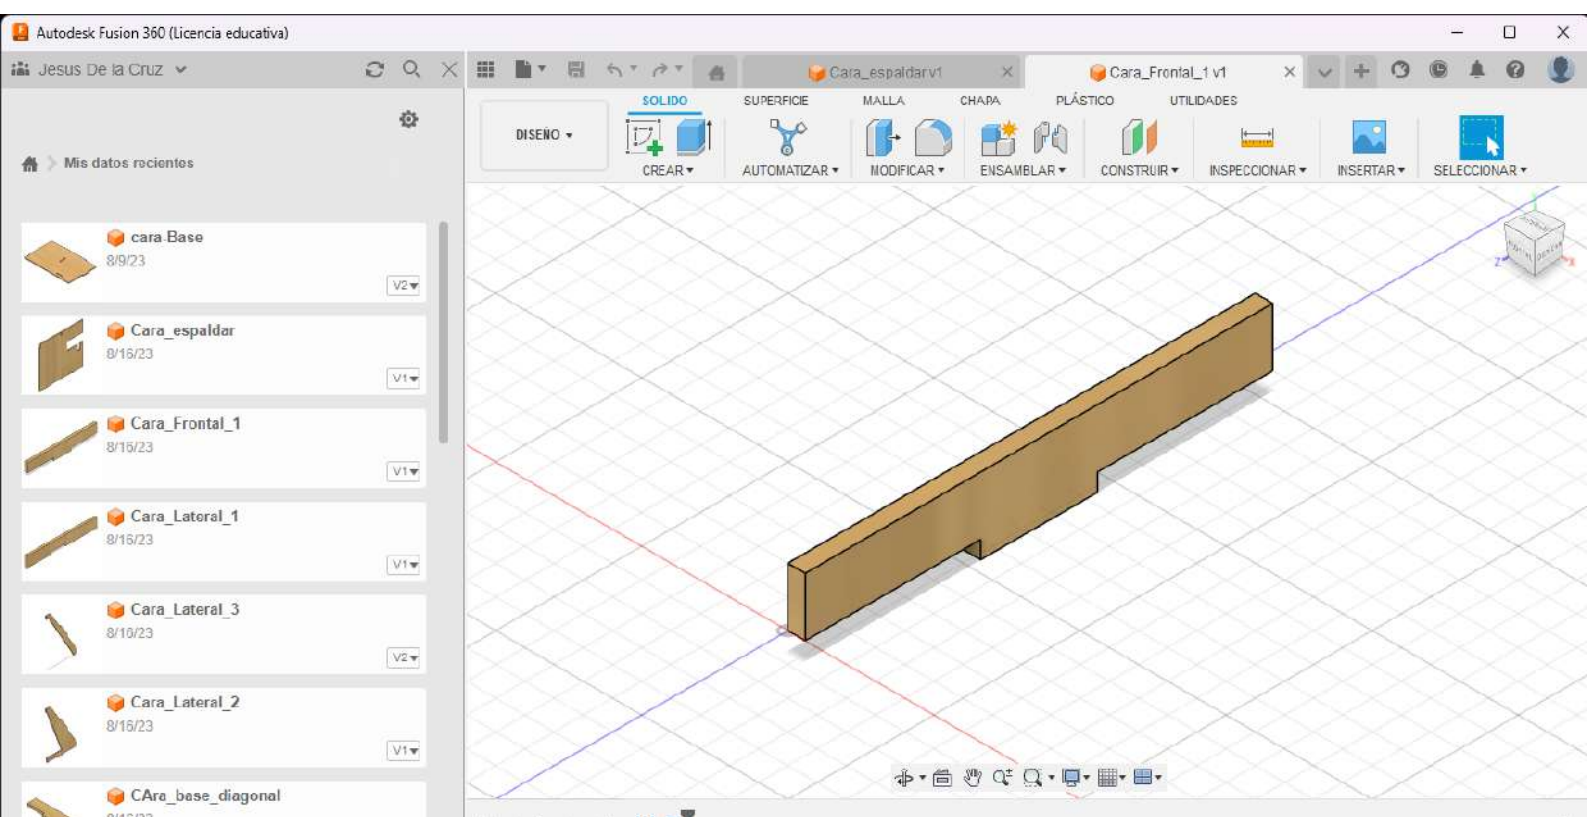 Autodesk Fusion 360 (Licencia educativa)
Jesus De la Cruz
Cara_espaldar v1
Cara_Frontal_1 v1
SOLIDO
SUPERFICIE
MALLA
CHAPA
PLÁSTICO
UTILIDADES
DISEÑO
CREAR
AUTOMATIZAR
MODIFICAR
ENSAMBLAR
CONSTRUIR
INSPECCIONAR
INSERTAR
SELECCIONAR
Mis datos recientes
cara Base
8/9/23
V2
Cara_espaldar
8/16/23
V1
Cara_Frontal_1
8/16/23
V1
Cara_Lateral_1
8/16/23
V1
Cara_Lateral_3
8/16/23
V2
Cara_Lateral_2
8/16/23
V1
CAra_base_diagonal
Z
X